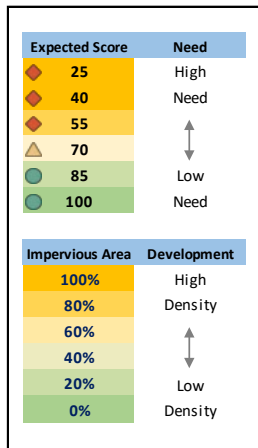 Expected Score Need
25 High
40 Need
55
70
85 Low
100 Need
Impervious Area Development
100% High
80% Density
60%
40%
20% Low
0% Density